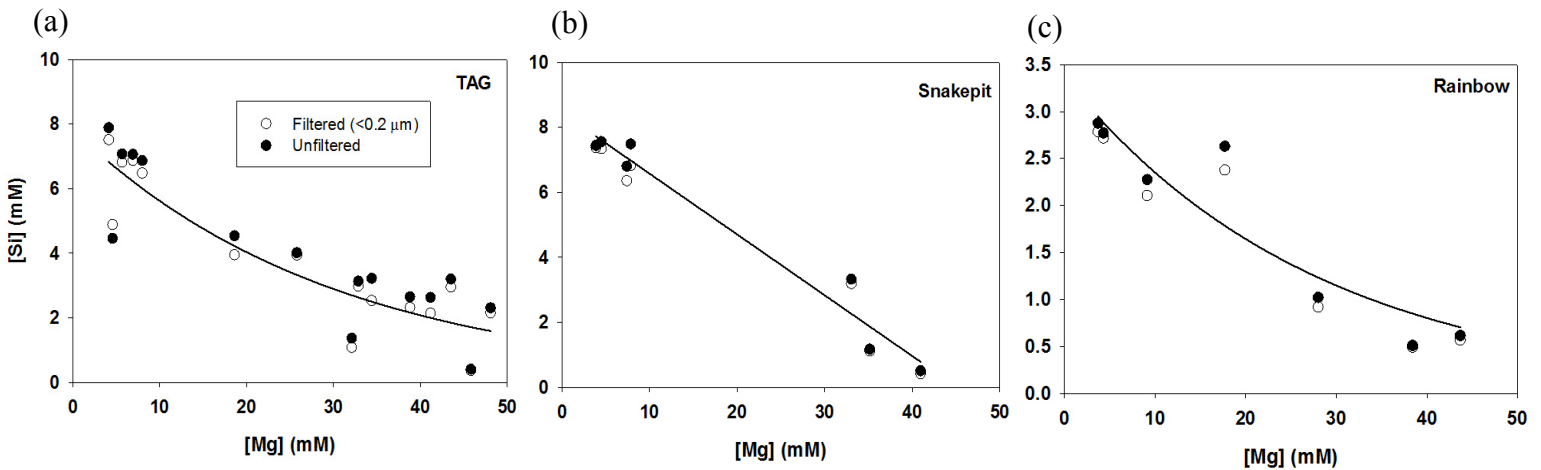 (a)
TAG
Filtered (<0.2 μm)
Unfiltered
[Si] (mM)
10
8
6
4
2
0
0 10 20 30 40 50
[Mg] (mM)
(b)
Snakepit
10
8
6
4
2
0
0 10 20 30 40 50
[Mg] (mM)
(c)
Rainbow
3.5
3.0
2.5
2.0
1.5
1.0
0.5
0.0
0 10 20 30 40 50
[Mg] (mM)